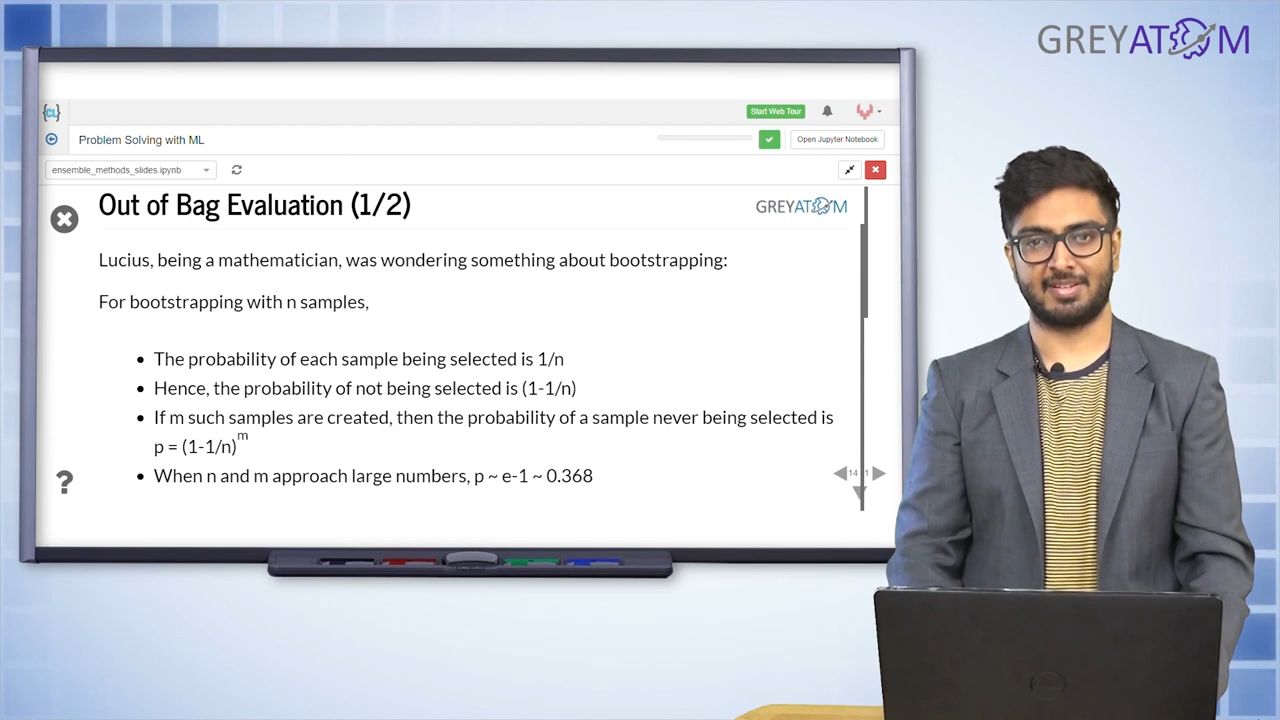 GREYATOM
{CL}
Start Web Tour
Problem Solving with ML
Open Jupyter Notebook
ensemble_methods_slides.ipynb
Out of Bag Evaluation (1/2)
GREYATOM
Lucius, being a mathematician, was wondering something about bootstrapping:
For bootstrapping with n samples,
• The probability of each sample being selected is 1/n
• Hence, the probability of not being selected is (1-1/n)
• If m such samples are created, then the probability of a sample never being selected is
p = (1-1/n)^m
• When n and m approach large numbers, p ~ e-1 ~ 0.368
?